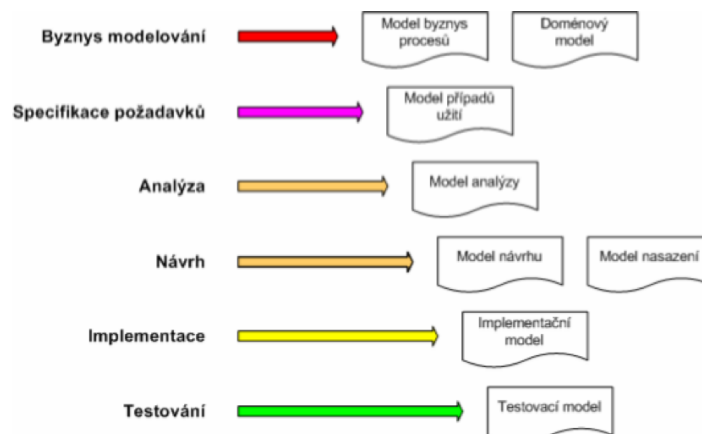 Byznys modelování
Model byznys
procesů
Doménový
model
Specifikace požadavků
Model případů
užití
Analýza
Model analýzy
Návrh
Model návrhu
Model nasazení
Implementace
Implementační
model
Testování
Testovací model